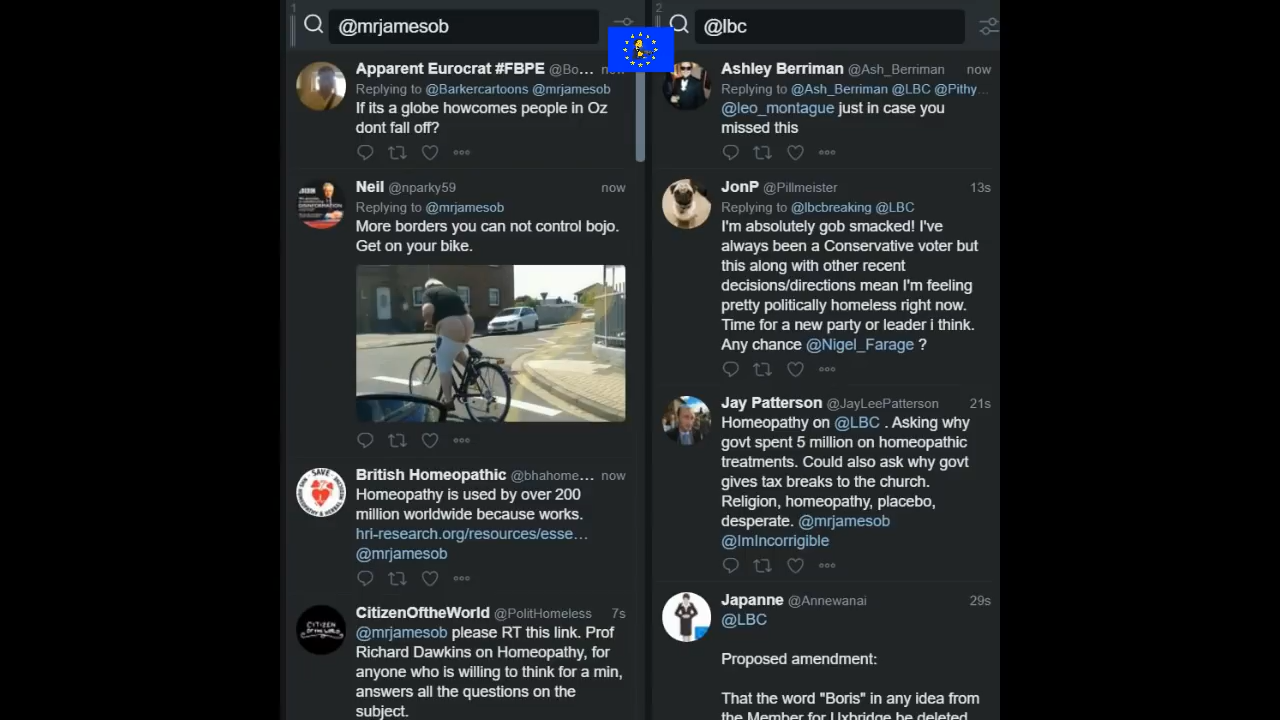 1
@mrjamesob
Apparent Eurocrat #FBPE @Bo... now
Replying to @Barkercartoons @mrjamesob
If its a globe howcomes people in Oz
dont fall off?
Neil @nparky59 now
Replying to @mrjamesob
More borders you can not control bojo.
Get on your bike.
British Homeopathic @bhahome... now
Homeopathy is used by over 200
million worldwide because works.
hri-research.org/resources/esse...
@mrjamesob
CitizenOftheWorld @PolitHomeless 7s
@mrjamesob please RT this link. Prof
Richard Dawkins on Homeopathy, for
anyone who is willing to think for a min,
answers all the questions on the
subject.
2
@lbc
Ashley Berriman @Ash_Berriman now
Replying to @Ash_Berriman @LBC @Pithy...
@leo_montague just in case you
missed this
JonP @Pillmeister 13s
Replying to @lbcbreaking @LBC
I'm absolutely gob smacked! I've
always been a Conservative voter but
this along with other recent
decisions/directions mean I'm feeling
pretty politically homeless right now.
Time for a new party or leader i think.
Any chance @Nigel_Farage ?
Jay Patterson @JayLeePatterson 21s
Homeopathy on @LBC . Asking why
govt spent 5 million on homeopathic
treatments. Could also ask why govt
gives tax breaks to the church.
Religion, homeopathy, placebo,
desperate. @mrjamesob
@ImIncorrigible
Japanne @Annewanai 29s
@LBC
Proposed amendment:
That the word "Boris" in any idea from
the Member for Uxbridge be deleted